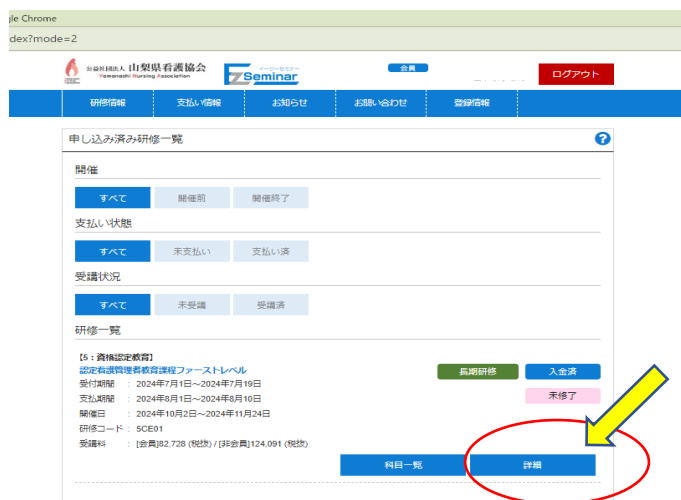 gle Chrome
dex?mode=2
公益社団法人 山梨県看護協会
Yamanashi Nursing Association
イージーセミナー
EZSeminar
会員
ログアウト
研修情報 支払い情報 お知らせ お問い合わせ 登録情報
申し込み済み研修一覧 ?
開催
すべて 開催前 開催終了
支払い状態
すべて 未支払い 支払い済
受講状況
すべて 未受講 受講済
研修一覧
【5：資格認定教育】
認定看護管理者教育課程ファーストレベル
長期研修 入金済
受付期間 ： 2024年7月1日～2024年7月19日
支払期間 ： 2024年8月1日～2024年8月10日
未修了
開催日 ： 2024年10月2日～2024年11月24日
研修コード ： 5CE01
受講料 ： [会員]82,728 (税抜) / [非会員]124,091 (税抜)
科目一覧 詳細